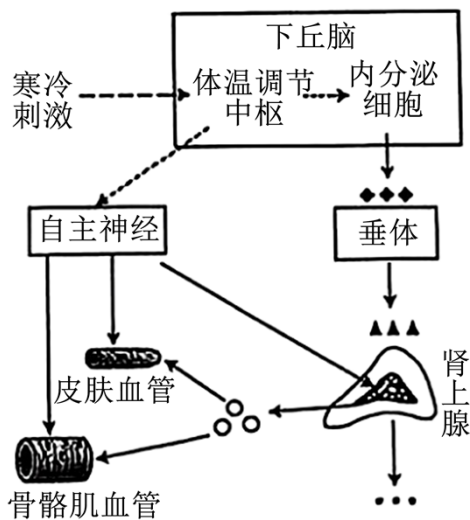 下丘脑
寒冷
刺激
体温调节
中枢
内分泌
细胞
自主神经
垂体
皮肤血管
肾
上
腺
骨骼肌血管